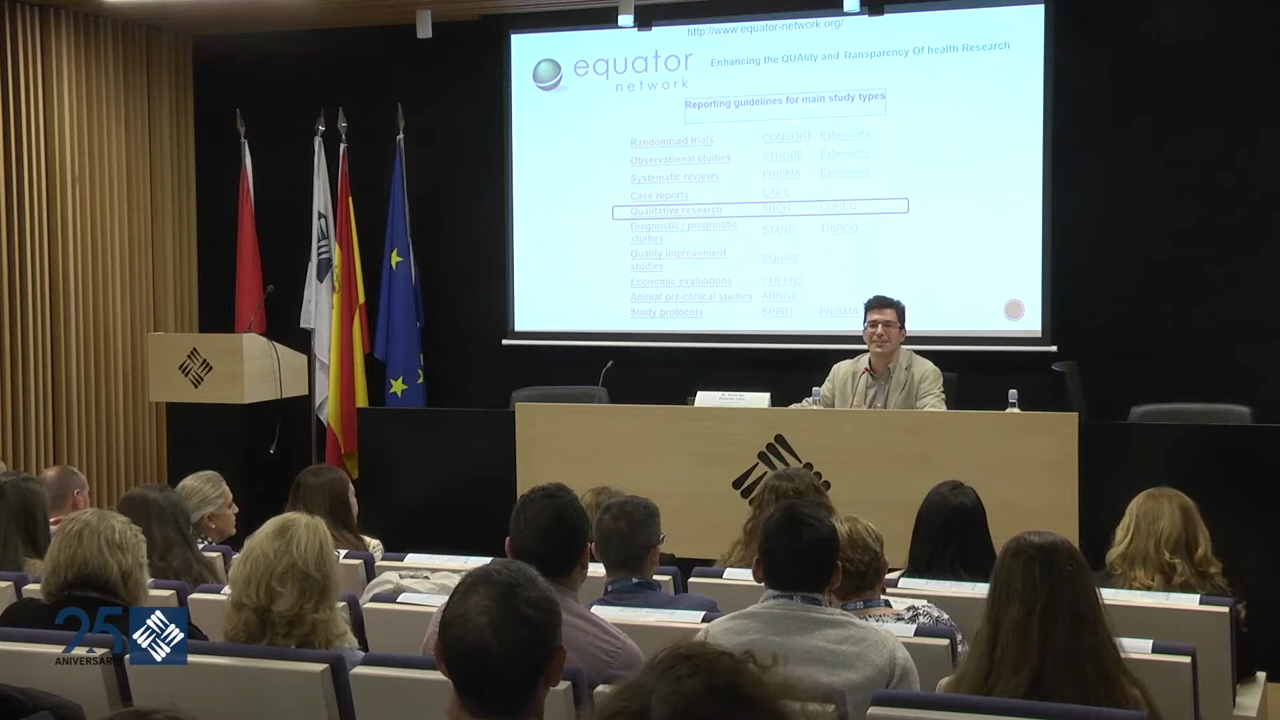 http://www.equator-network.org/
equator
network
Enhancing the QUAlity and Transparency Of health Research
Reporting guidelines for main study types
Randomised trials CONSORT Extensions
Observational studies STROBE Extensions
Systematic reviews PRISMA Extensions
Case reports CARE
Qualitative research SRQR COREQ
Diagnostic / prognostic STARD TRIPOD
studies
Quality improvement SQUIRE
studies
Economic evaluations CHEERS
Animal pre-clinical studies ARRIVE
Study protocols SPIRIT PRISMA
Dr.
25
ANIVERSARIO